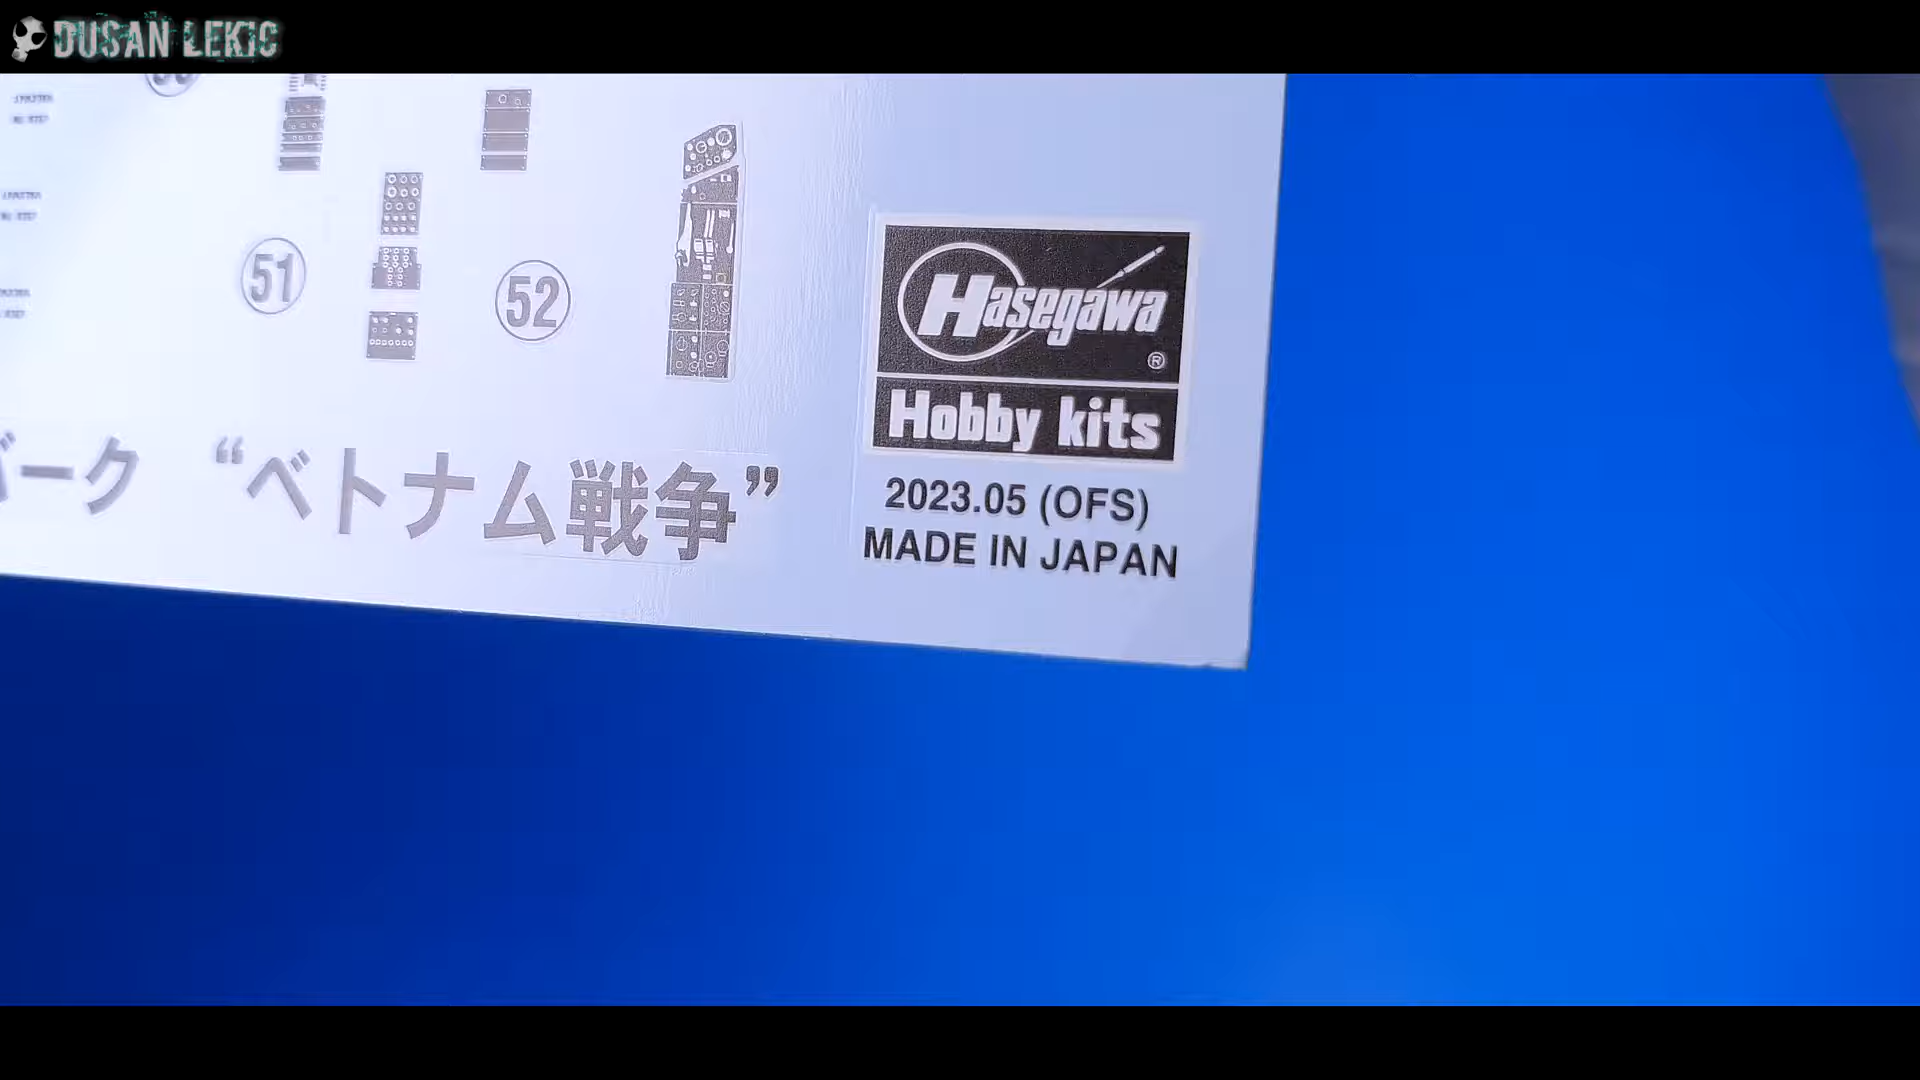 DUSAN LEKIC
51
52
Hasegawa
®
Hobby kits
ーク “ベトナム戦争”
2023.05 (OFS)
MADE IN JAPAN